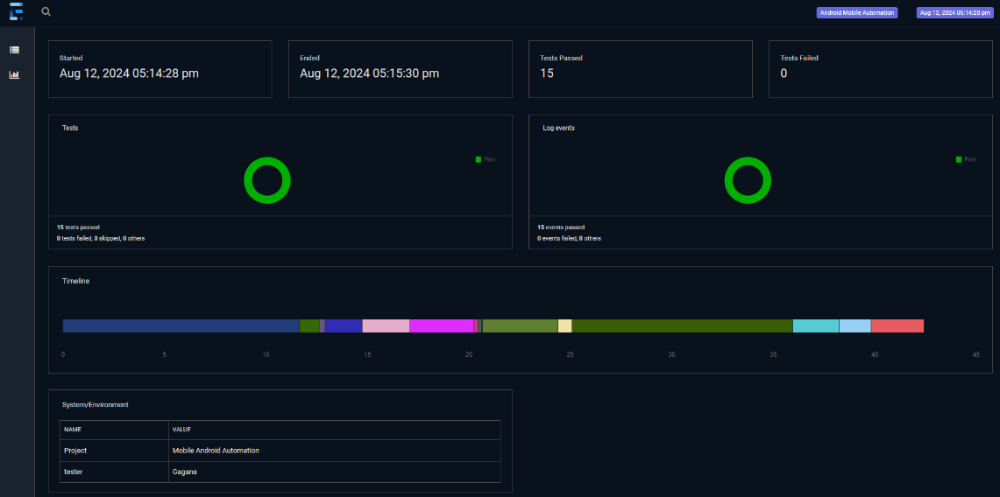 Android Mobile Automation
Aug 12, 2024 05:14:28 pm
Started
Aug 12, 2024 05:14:28 pm
Ended
Aug 12, 2024 05:15:30 pm
Tests Passed
15
Tests Failed
0
Tests
Pass
15 tests passed
0 tests failed, 0 skipped, 0 others
Log events
Pass
15 events passed
0 events failed, 0 others
Timeline
0 5 10 15 20 25 30 35 40 45
System/Environment
NAME VALUE
Project Mobile Android Automation
tester Gagana